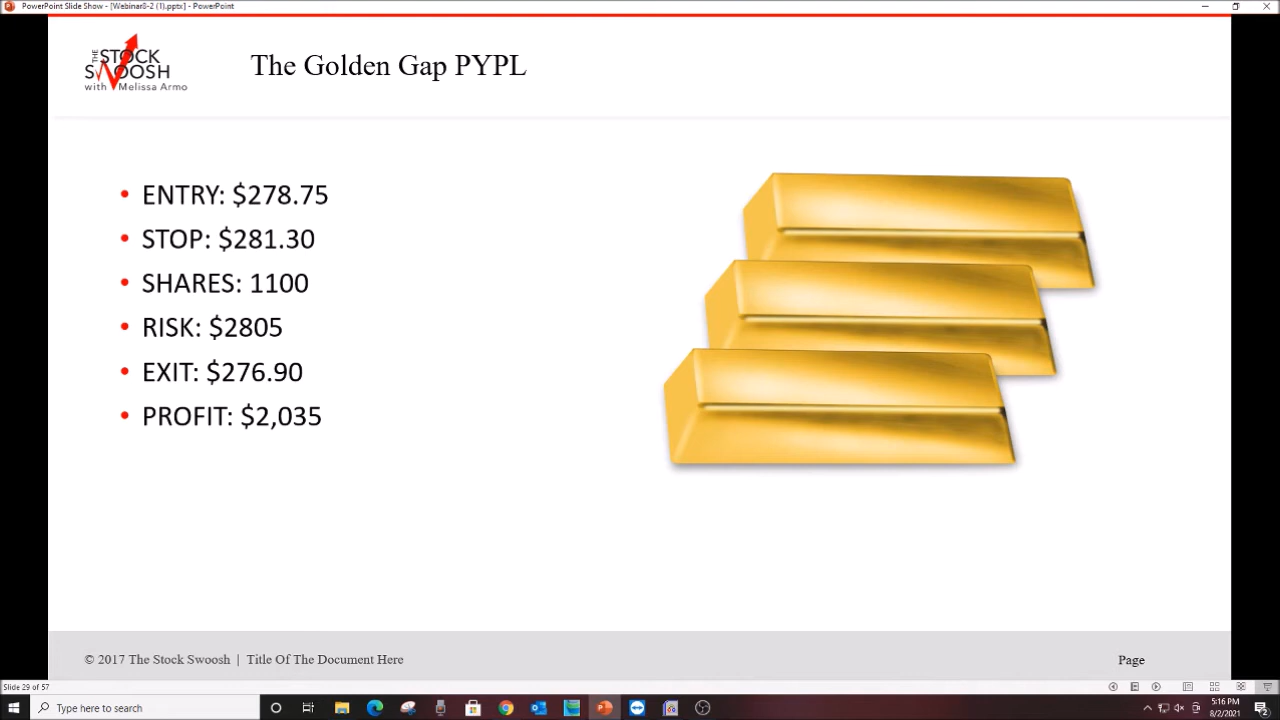 PowerPoint Slide Show - [Webinar8-2 (1).pptx] - PowerPoint
THE
STOCK
SWOOSH
with Melissa Armo
The Golden Gap PYPL
• ENTRY: $278.75
• STOP: $281.30
• SHARES: 1100
• RISK: $2805
• EXIT: $276.90
• PROFIT: $2,035
© 2017 The Stock Swoosh | Title Of The Document Here
Page
Slide 29 of 57
Type here to search
5:16 PM
8/2/2021
2